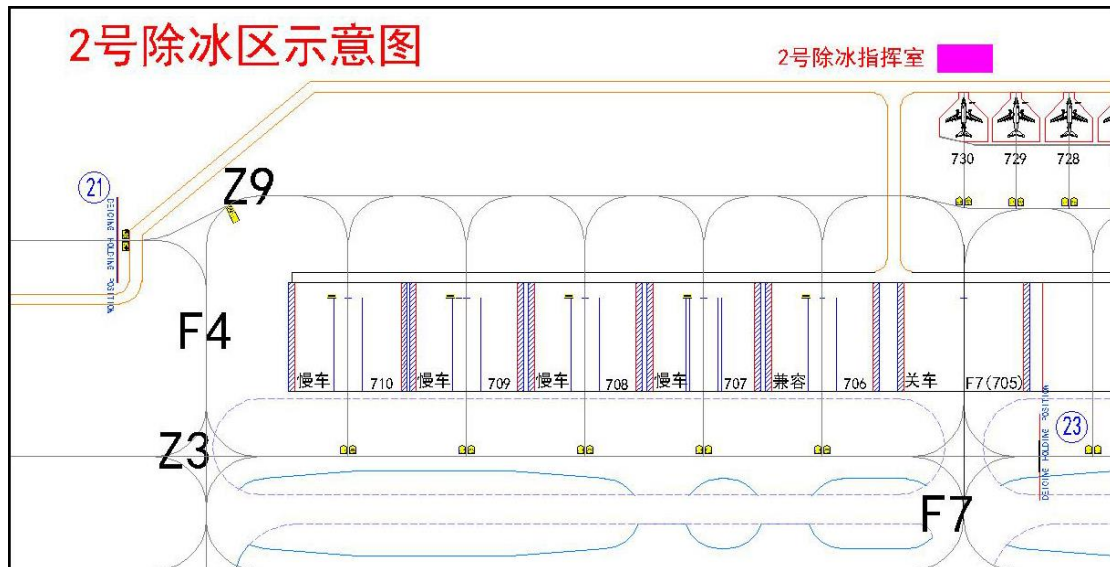 2号除冰区示意图
2号除冰指挥室
730 729 728
21
Z9
DEICING HOLDING POSITION
F4
慢车 710 慢车 709 慢车 708 慢车 707 兼容 706 关车 F7(705)
23
DEICING HOLDING POSITION
Z3
F7